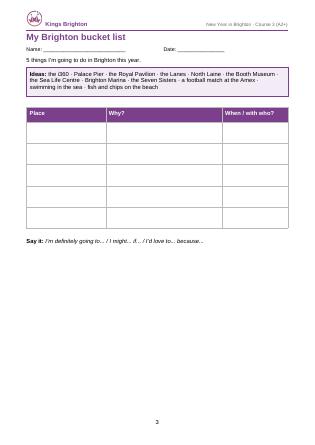 Kings Brighton
New Year in Brighton · Course 3 (A2+)
My Brighton bucket list
Name: ____________________________ Date: ________________
5 things I'm going to do in Brighton this year.
Ideas: the i360 · Palace Pier · the Royal Pavilion · the Lanes · North Laine · the Booth Museum ·
the Sea Life Centre · Brighton Marina · the Seven Sisters · a football match at the Amex ·
swimming in the sea · fish and chips on the beach
Place Why? When / with who?
Say it: I'm definitely going to... / I might... if... / I'd love to... because...
3